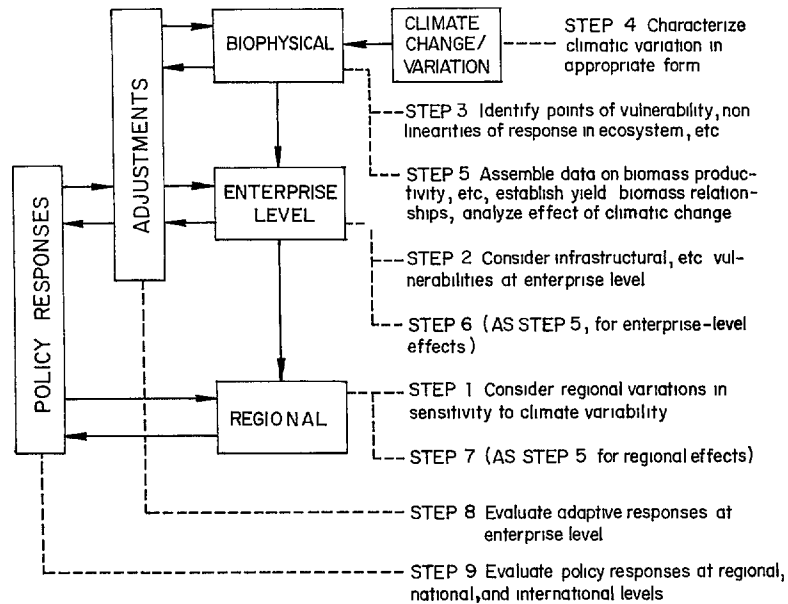 BIOPHYSICAL
CLIMATE
CHANGE/
VARIATION
STEP 4 Characterize
climatic variation in
appropriate form
STEP 3 Identify points of vulnerability, non
linearities of response in ecosystem, etc
STEP 5 Assemble data on biomass produc-
tivity, etc, establish yield biomass relation-
ships, analyze effect of climatic change
ADJUSTMENTS
POLICY RESPONSES
ENTERPRISE
LEVEL
STEP 2 Consider infrastructural, etc vul-
nerabilities at enterprise level
STEP 6 (AS STEP 5, for enterprise-level
effects)
REGIONAL
STEP 1 Consider regional variations in
sensitivity to climate variability
STEP 7 (AS STEP 5 for regional effects)
STEP 8 Evaluate adaptive responses at
enterprise level
STEP 9 Evaluate policy responses at regional,
national, and international levels